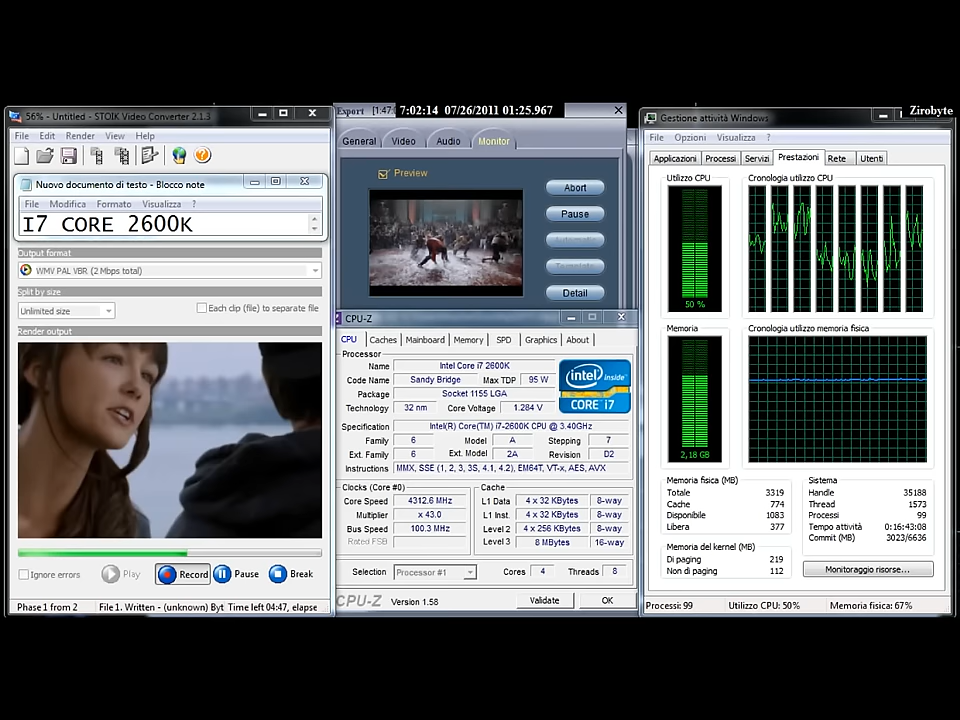 56% - Untitled - STOIK Video Converter 2.1.3
File Edit Render View Help
Nuovo documento di testo - Blocco note
File Modifica Formato Visualizza ?
I7 CORE 2600K
Output format
WMV PAL VBR (2 Mbps total)
Split by size
Unlimited size
Each clip (file) to separate file
Render output
Ignore errors
Play
Record
Pause
Break
Phase 1 from 2
File 1. Written - (unknown) Byt Time left 04:47, elapse
Export [1:47:
7:02:14 07/26/2011 01:25.967
General Video Audio Monitor
Preview
Abort
Pause
Detail
CPU-Z
CPU Caches Mainboard Memory SPD Graphics About
Processor
Name Intel Core i7 2600K
Code Name Sandy Bridge Max TDP 95 W
Package Socket 1155 LGA
Technology 32 nm Core Voltage 1.284 V
intel inside™
CORE i7
Specification Intel(R) Core(TM) i7-2600K CPU @ 3.40GHz
Family 6 Model A Stepping 7
Ext. Family 6 Ext. Model 2A Revision D2
Instructions MMX, SSE (1, 2, 3, 3S, 4.1, 4.2), EM64T, VT-x, AES, AVX
Clocks (Core #0)
Core Speed 4312.6 MHz
Multiplier x 43.0
Bus Speed 100.3 MHz
Rated FSB
Cache
L1 Data 4 x 32 KBytes 8-way
L1 Inst. 4 x 32 KBytes 8-way
Level 2 4 x 256 KBytes 8-way
Level 3 8 MBytes 16-way
Selection Processor #1 Cores 4 Threads 8
CPU-Z Version 1.58 Validate OK
Zirobyte
Gestione attività Windows
File Opzioni Visualizza ?
Applicazioni Processi Servizi Prestazioni Rete Utenti
Utilizzo CPU
50 %
Cronologia utilizzo CPU
Memoria
2,18 GB
Cronologia utilizzo memoria fisica
Memoria fisica (MB)
Totale 3319
Cache 774
Disponibile 1083
Libera 377
Memoria del kernel (MB)
Di paging 219
Non di paging 112
Sistema
Handle 35188
Thread 1573
Processi 99
Tempo attività 0:16:43:08
Commit (MB) 3023/6636
Monitoraggio risorse...
Processi: 99 Utilizzo CPU: 50% Memoria fisica: 67%